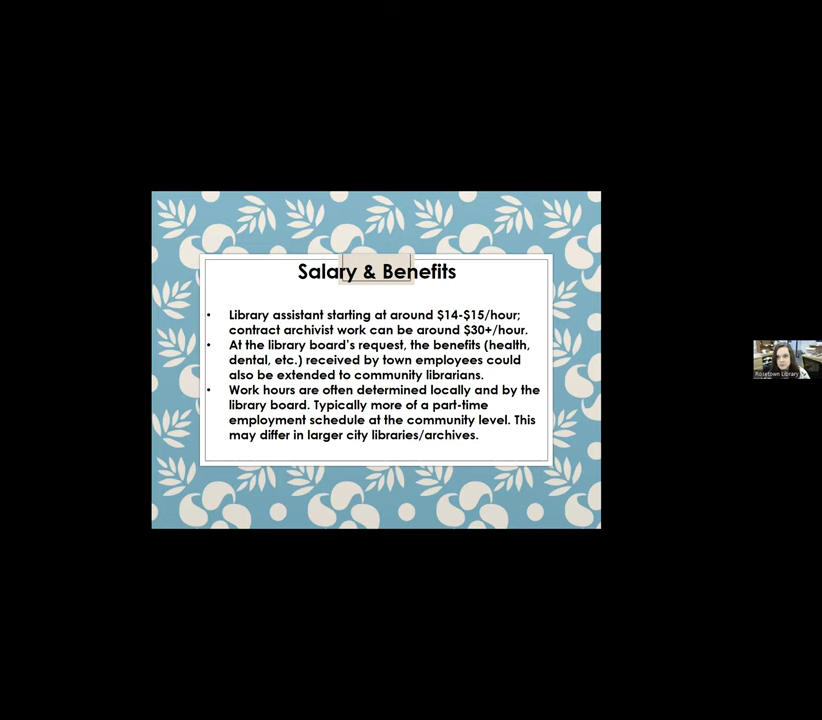 Salary & Benefits
• Library assistant starting at around $14-$15/hour;
contract archivist work can be around $30+/hour.
• At the library board's request, the benefits (health,
dental, etc.) received by town employees could
also be extended to community librarians.
• Work hours are often determined locally and by the
library board. Typically more of a part-time
employment schedule at the community level. This
may differ in larger city libraries/archives.
Rosetown Library